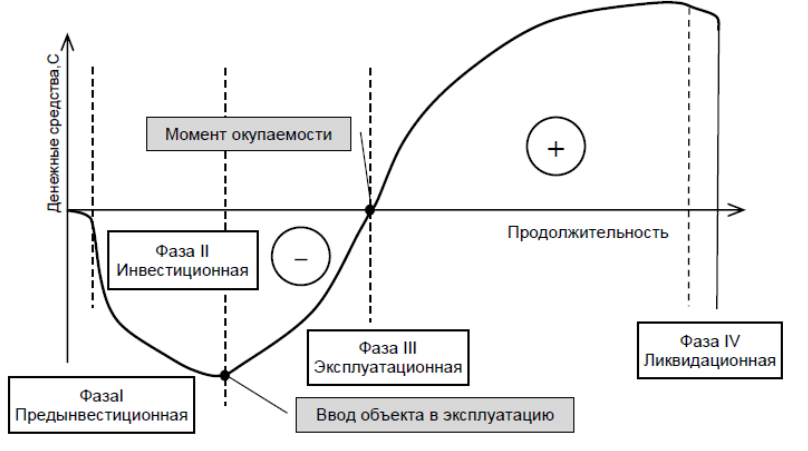 Денежные средства,С
Момент окупаемости
+
Продолжительность
Фаза II
Инвестиционная
–
Фаза III
Эксплуатационная
Фаза IV
Ликвидационная
ФазаI
Предынвестиционная
Ввод объекта в эксплуатацию